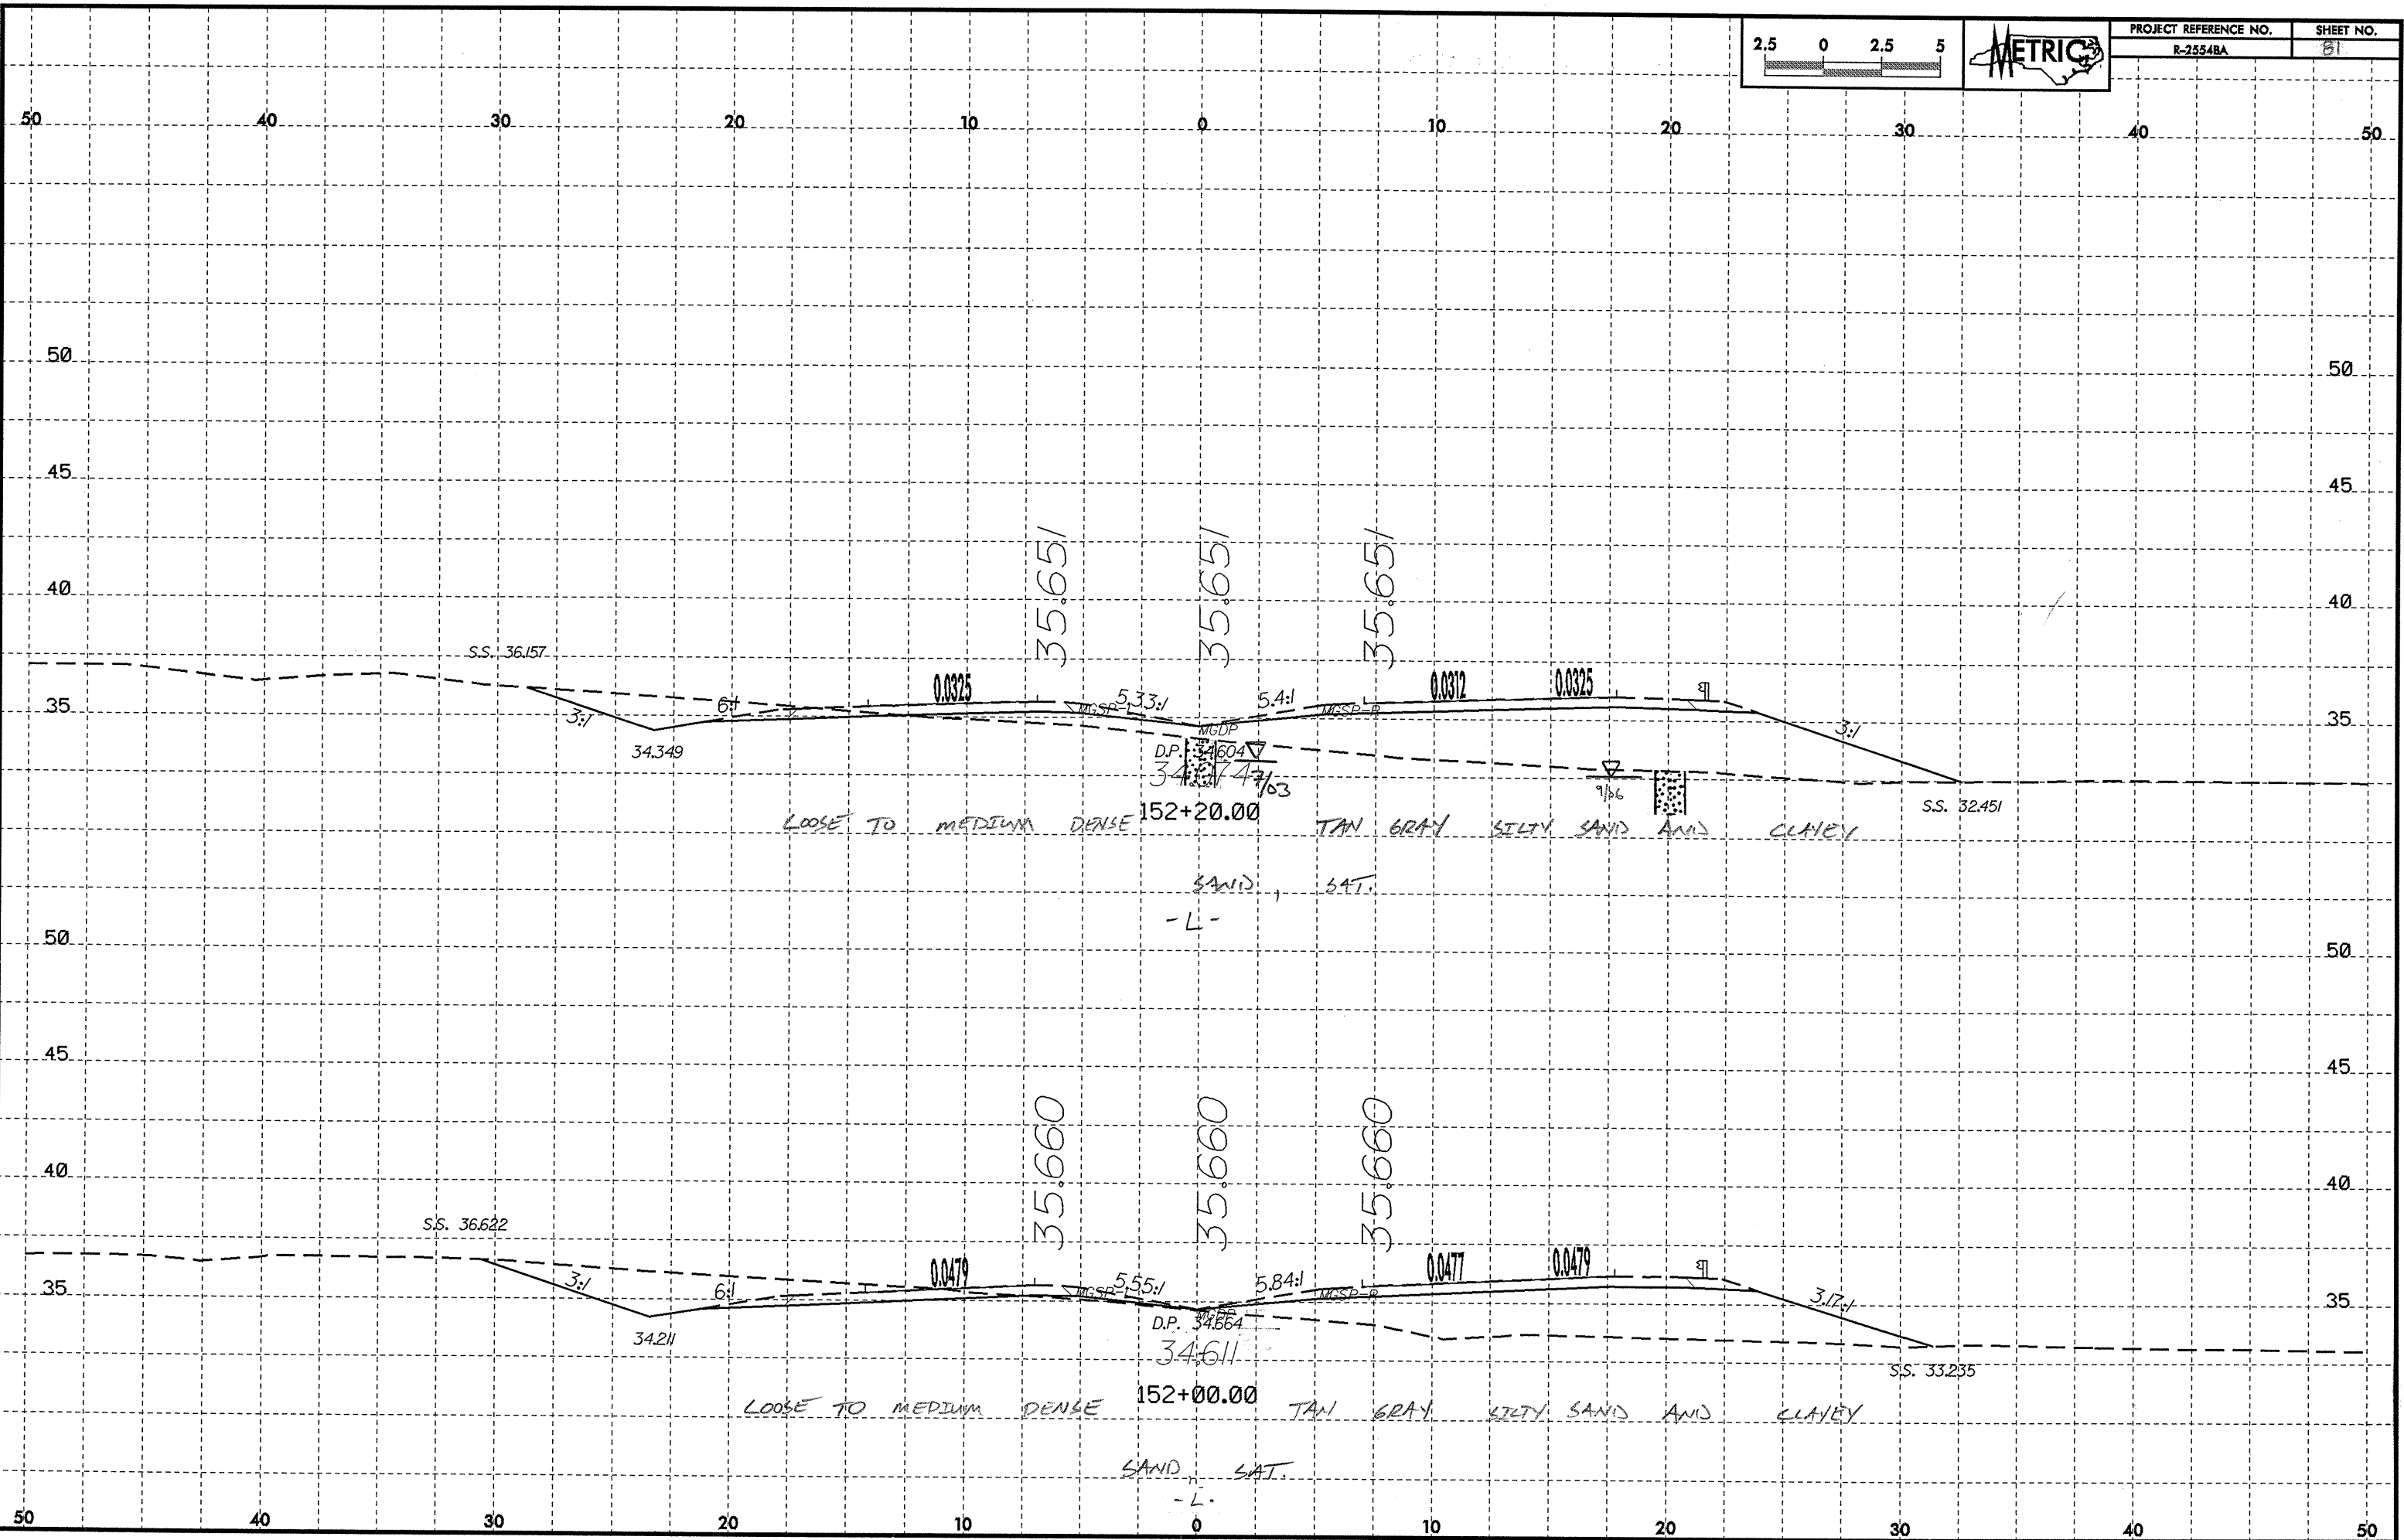 2.5 0 2.5 5
METRIC
PROJECT REFERENCE NO. SHEET NO.
R-2554BA 81
50 40 30 20 10 0 10 20 30 40 50
50 50
45 45
35.651 35.651 35.651
40 40
S.S. 36.157
0.0325 0.0312 0.0325
3:1 6:1 5.33:1 5.4:1 3:1
35 35
MGSP-L MGSP-R
MGDP
34.349 D.P. 34.604
7/03 9/06
152+20.00 S.S. 32.451
LOOSE TO MEDIUM DENSE TAN GRAY SILTY SAND AND CLAYEY
SAND, SAT.
-L-
50 50
45 45
35.660 35.660 35.660
40 40
S.S. 36.622
0.0479 0.0477 0.0479
3:1 6:1 5.55:1 5.84:1 3.17:1
35 35
MGSP-L MGSP-R
MGDP
34.211 D.P. 34.664
34.611
S.S. 33.235
152+00.00
LOOSE TO MEDIUM DENSE TAN GRAY SILTY SAND AND CLAYEY
SAND, SAT.
-L-
50 40 30 20 10 0 10 20 30 40 50